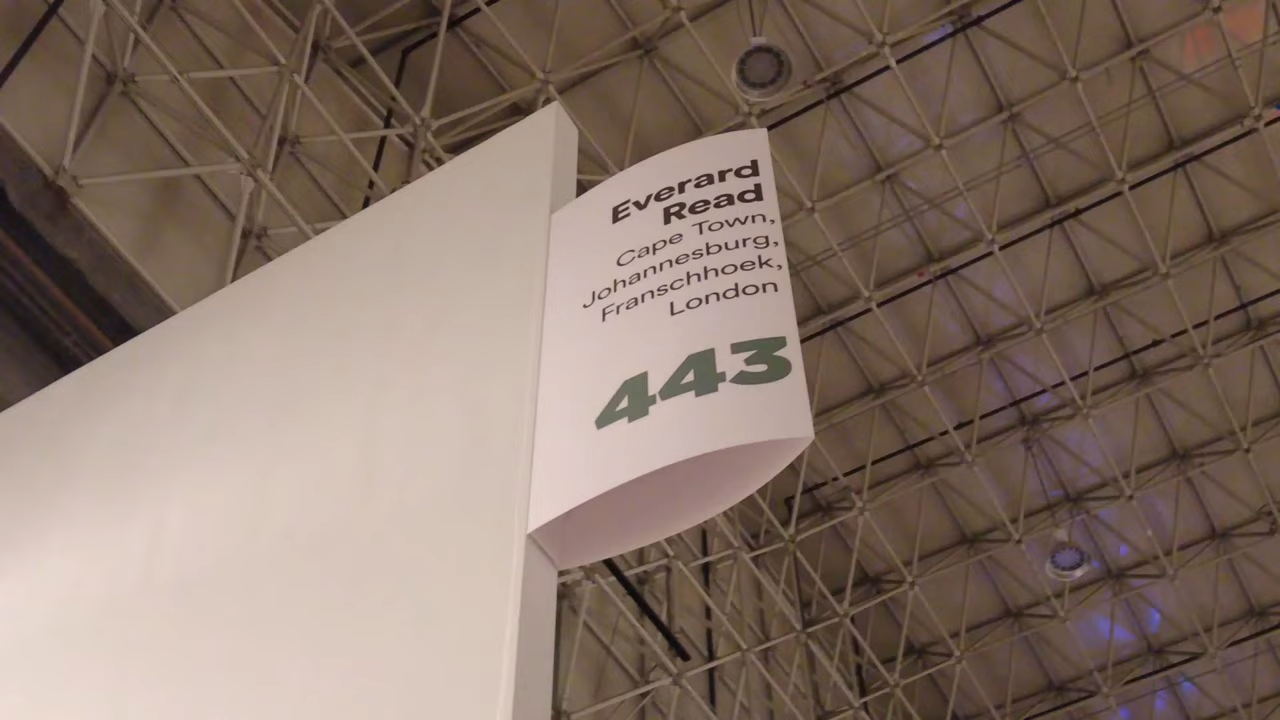 Everard
Read
Cape Town,
Johannesburg,
Franschhoek,
London
443